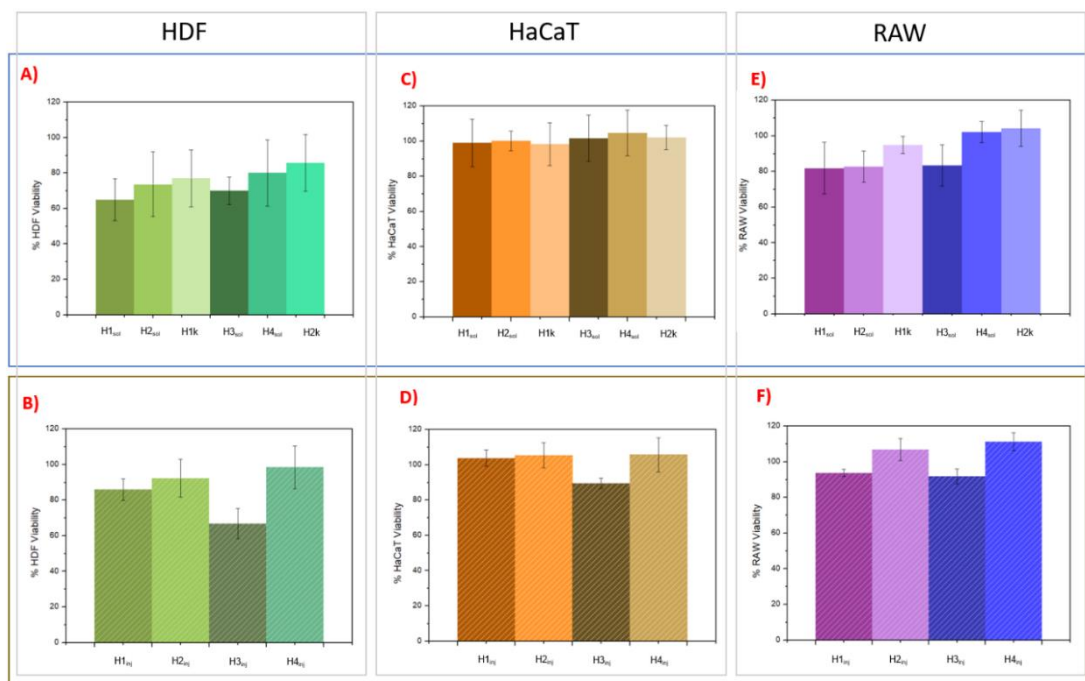 HDF
HaCaT
RAW
A)
% HDF Viability
120
100
80
60
40
20
0
H1sol H2sol H1k H3sol H4sol H2k
C)
% HaCaT Viability
120
100
80
60
40
20
0
H1sol H2sol H1k H3sol H4sol H2k
E)
% RAW Viability
120
100
80
60
40
20
0
H1sol H2sol H1k H3sol H4sol H2k
B)
% HDF Viability
120
100
80
60
40
20
0
H1inj H2inj H3inj H4inj
D)
% HaCaT Viability
120
100
80
60
40
20
0
H1inj H2inj H3inj H4inj
F)
% RAW Viability
120
100
80
60
40
20
0
H1inj H2inj H3inj H4inj